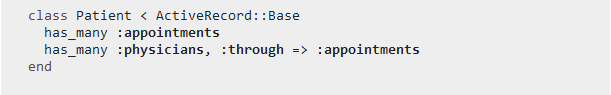 class Patient < ActiveRecord::Base
  has_many :appointments
  has_many :physicians, :through => :appointments
end